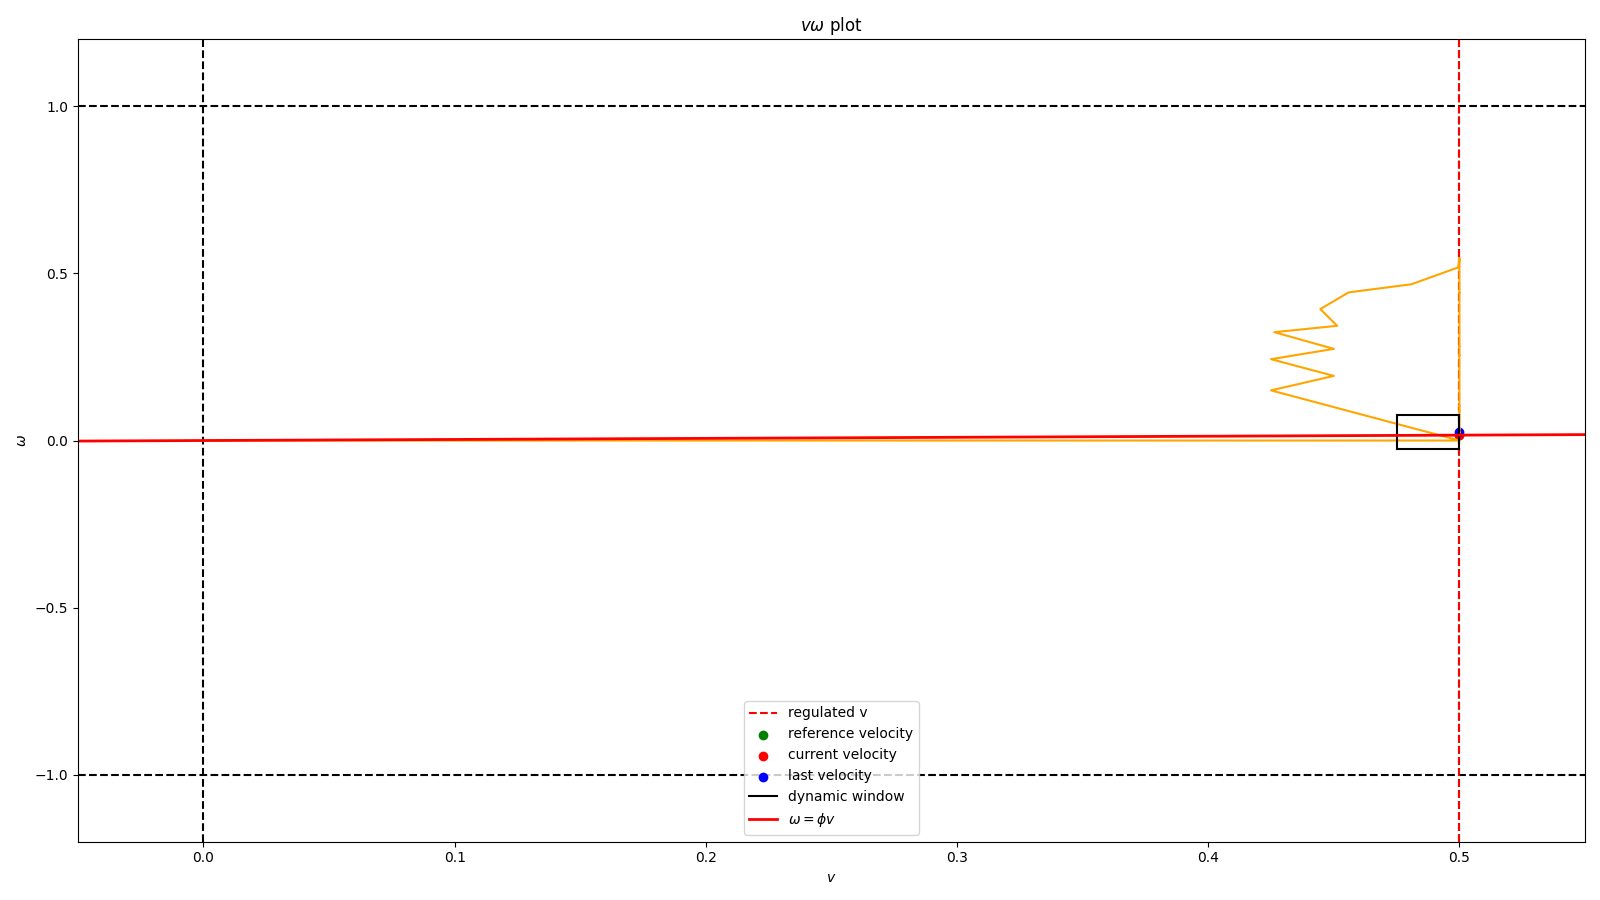 vω plot
1.0
0.5
0.0
−0.5
−1.0
ω
regulated v
reference velocity
current velocity
last velocity
dynamic window
ω = ϕv
0.0 0.1 0.2 0.3 0.4 0.5
v